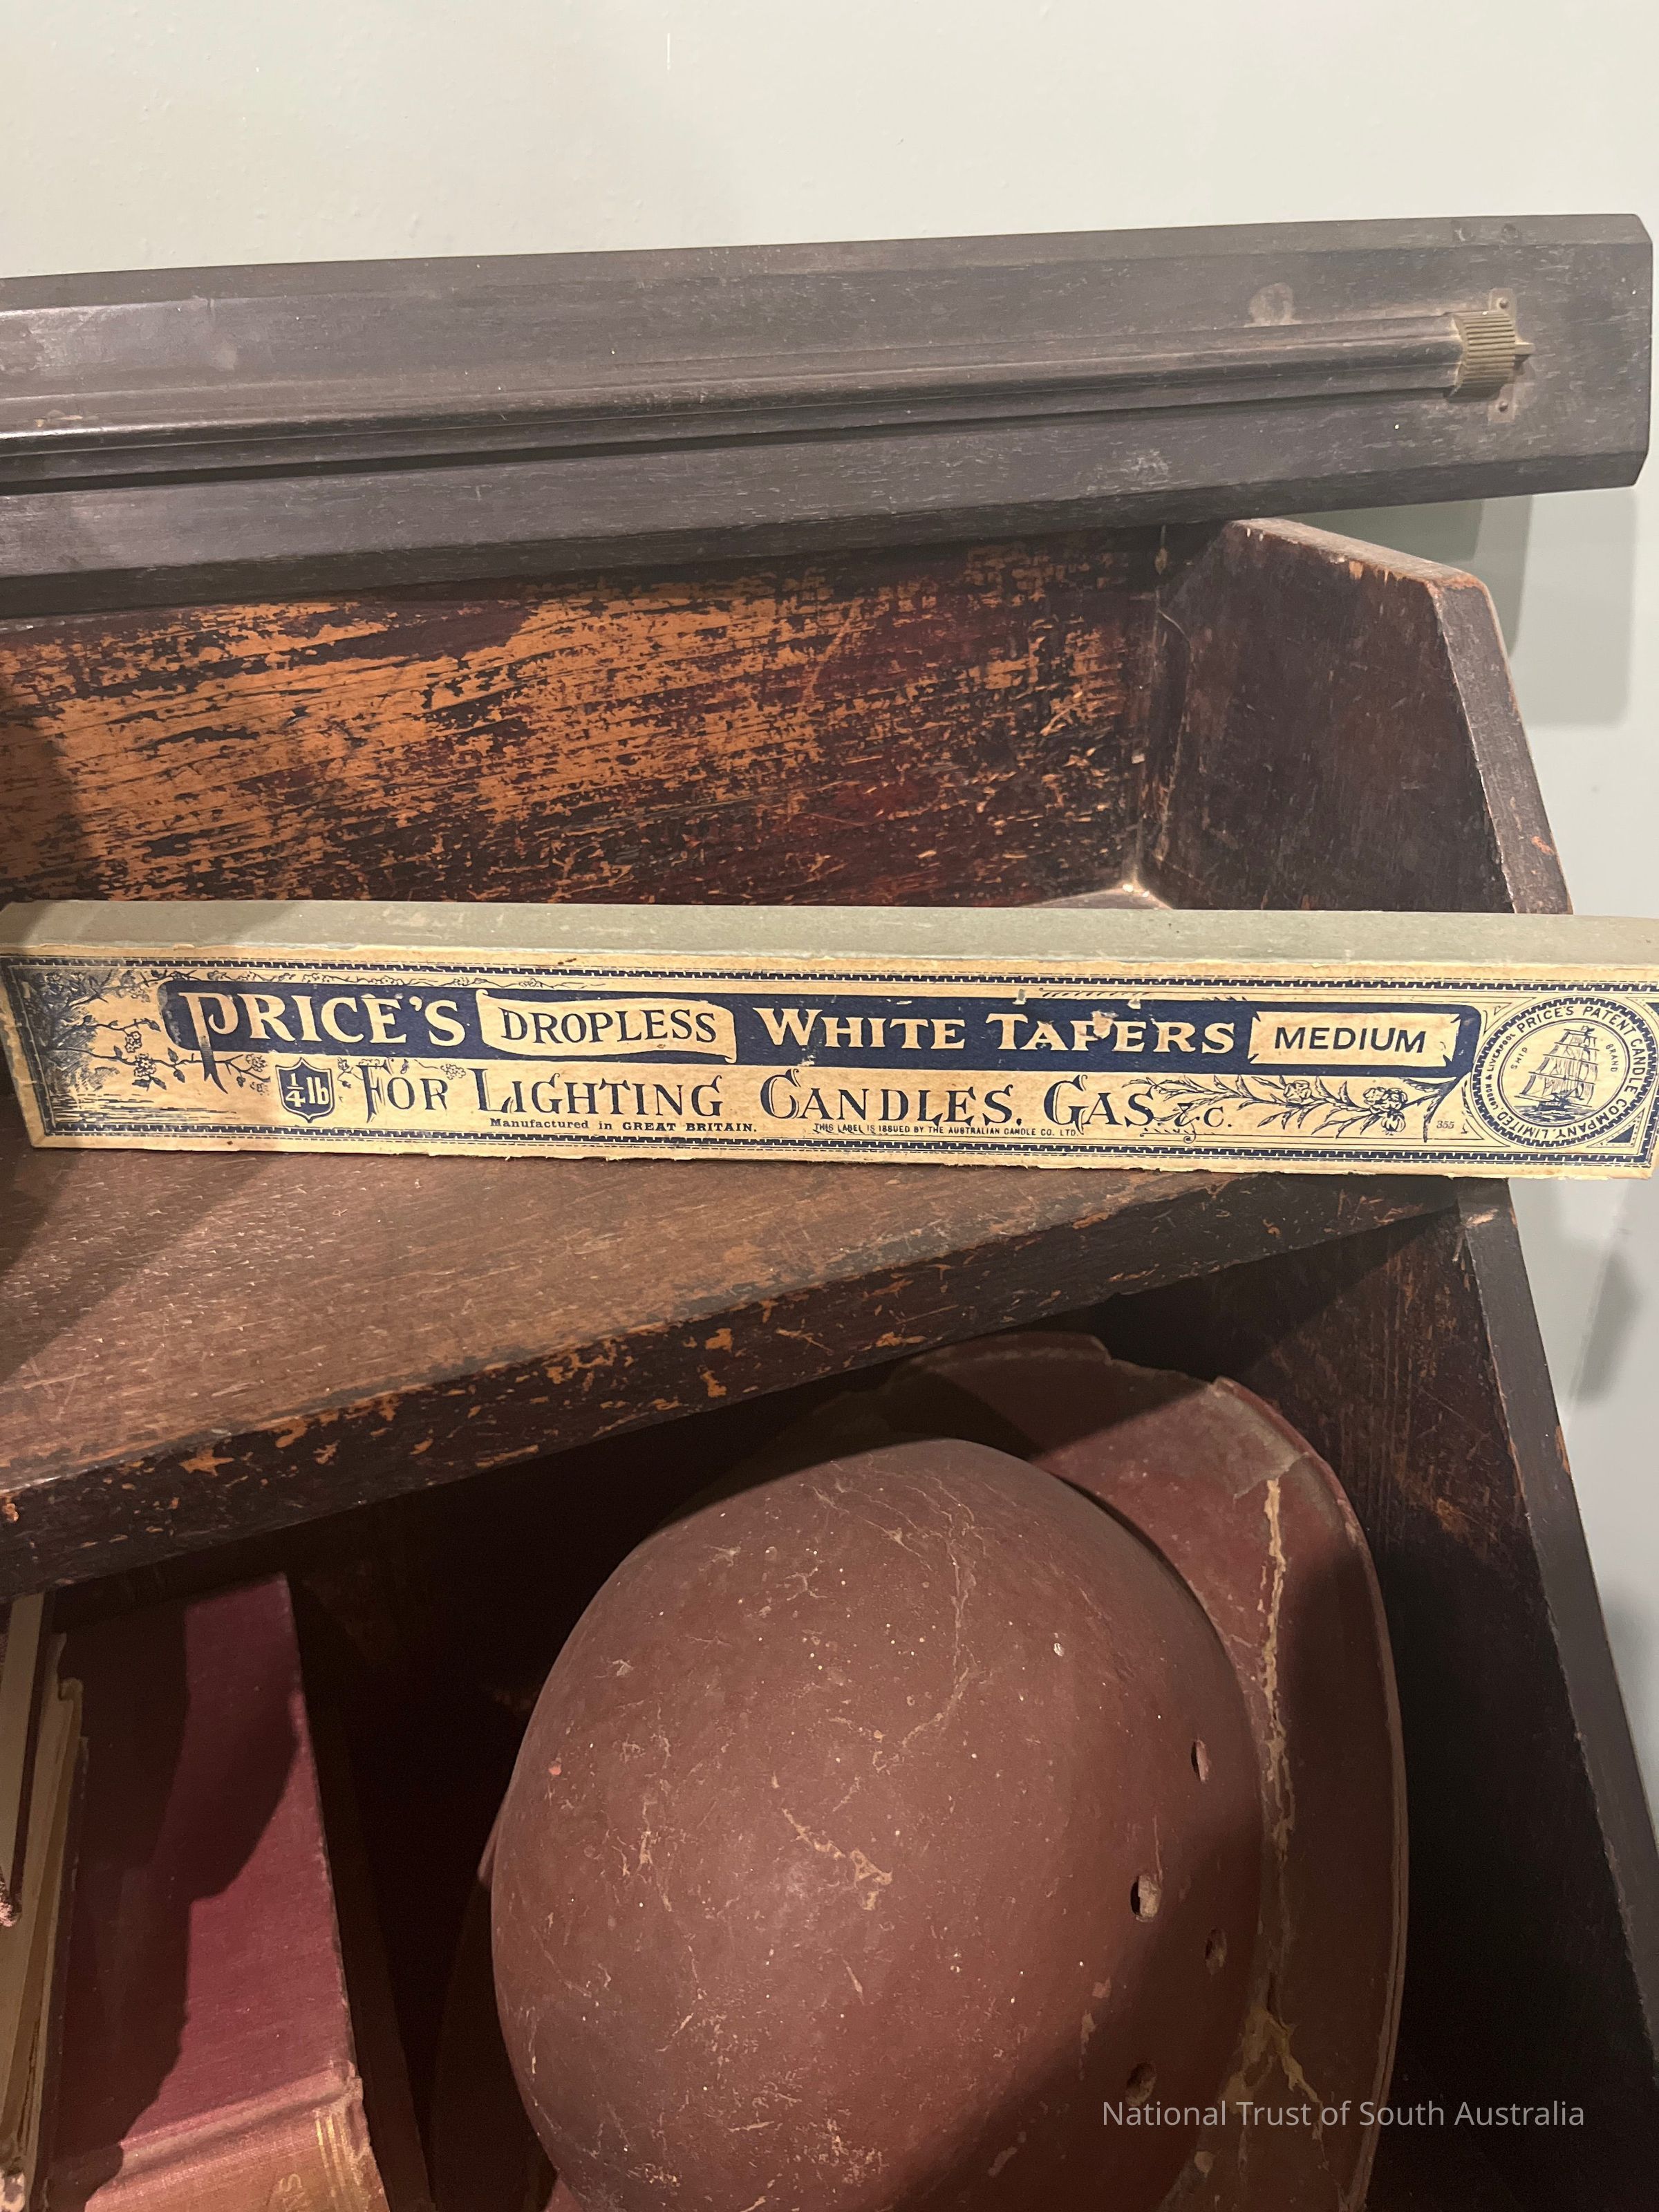 PRICE'S DROPLESS WHITE TAPERS MEDIUM
1/4 lb FOR LIGHTING CANDLES, GAS &C.
Manufactured in GREAT BRITAIN. THIS LABEL IS ISSUED BY THE AUSTRALIAN CANDLE CO. LTD.
355
PRICE'S PATENT CANDLE COMPANY, LIMITED LONDON & LIVERPOOL
SHIP BRAND
National Trust of South Australia